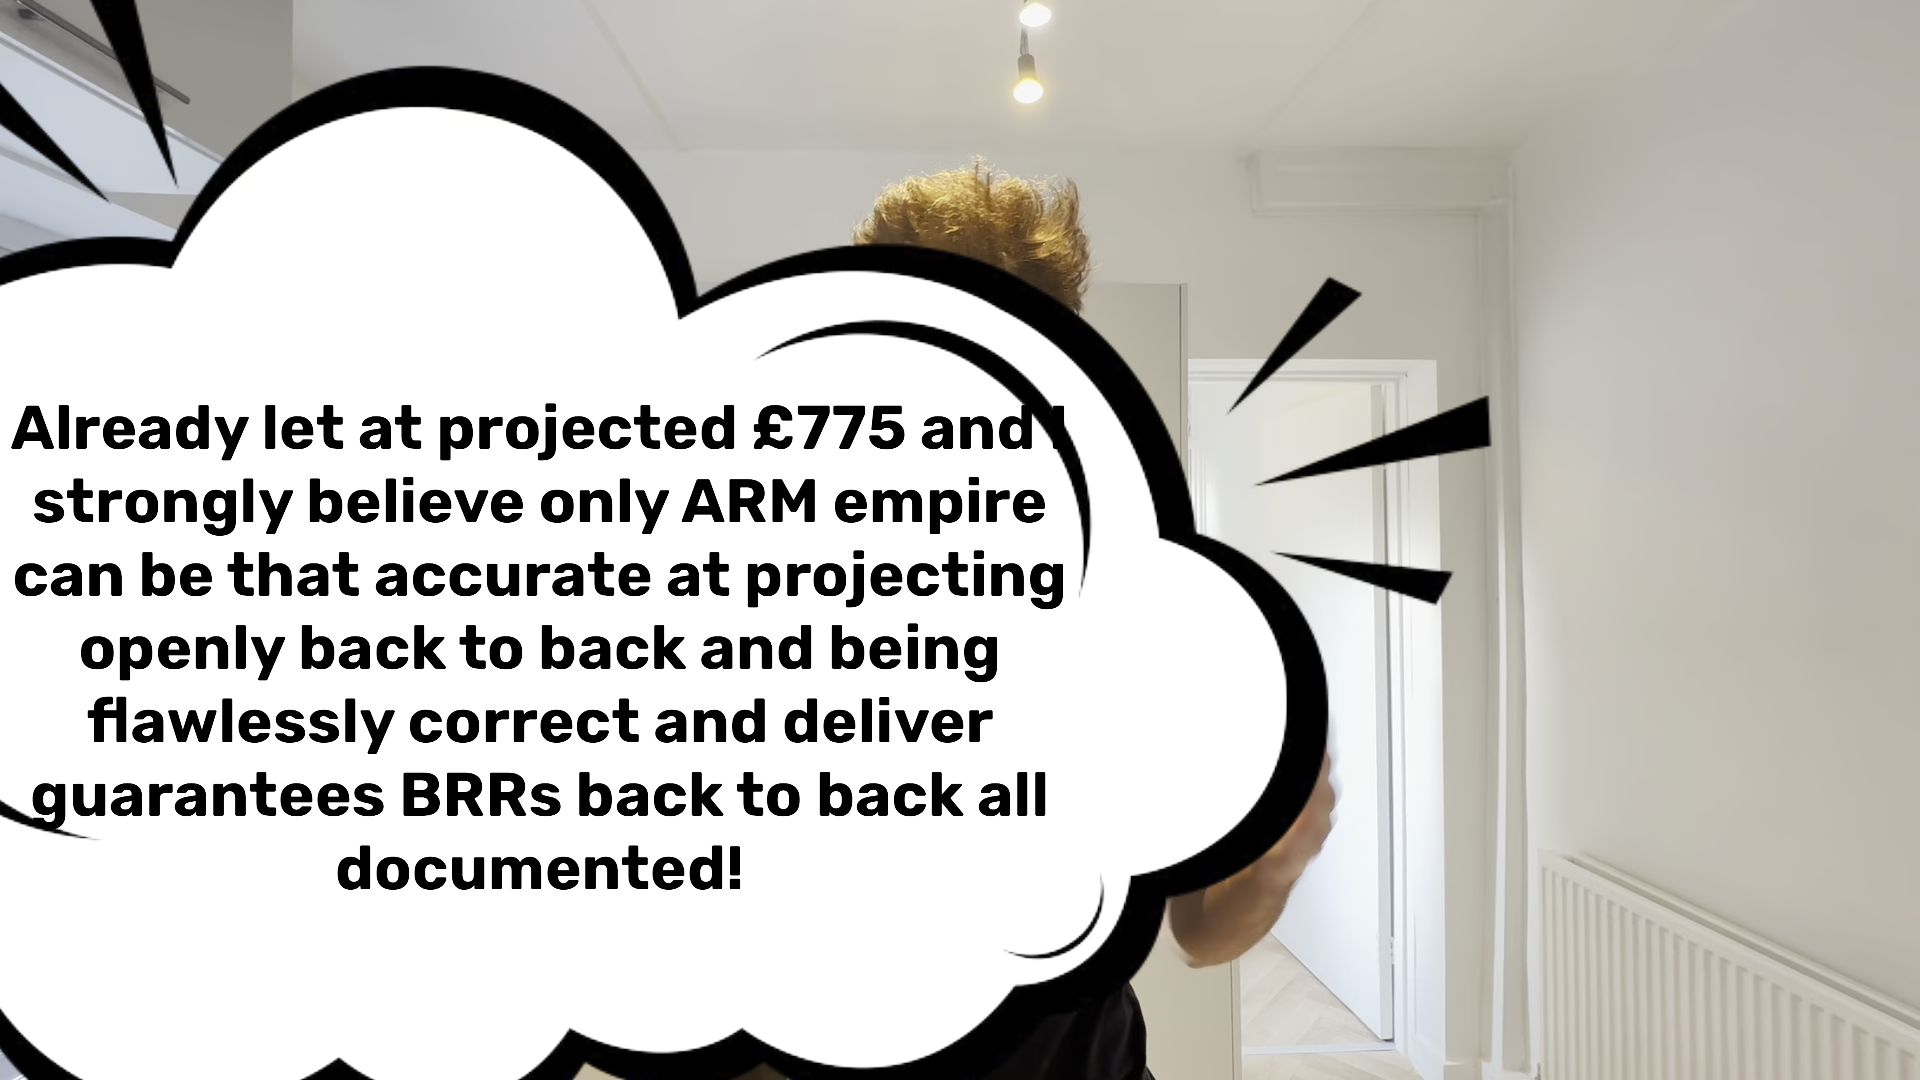 Already let at projected £775 and I
strongly believe only ARM empire
can be that accurate at projecting
openly back to back and being
flawlessly correct and deliver
guarantees BRRs back to back all
documented!